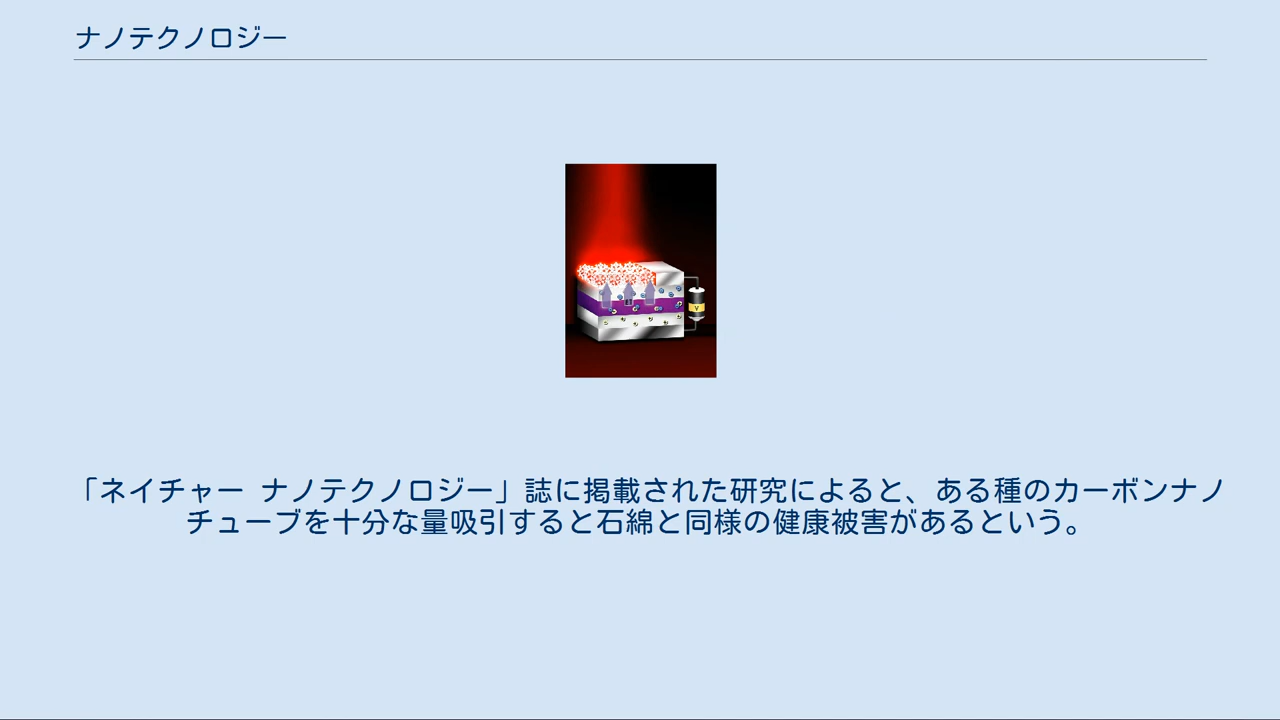 ナノテクノロジー
「ネイチャー ナノテクノロジー」誌に掲載された研究によると、ある種のカーボンナノ
チューブを十分な量吸引すると石綿と同様の健康被害があるという。